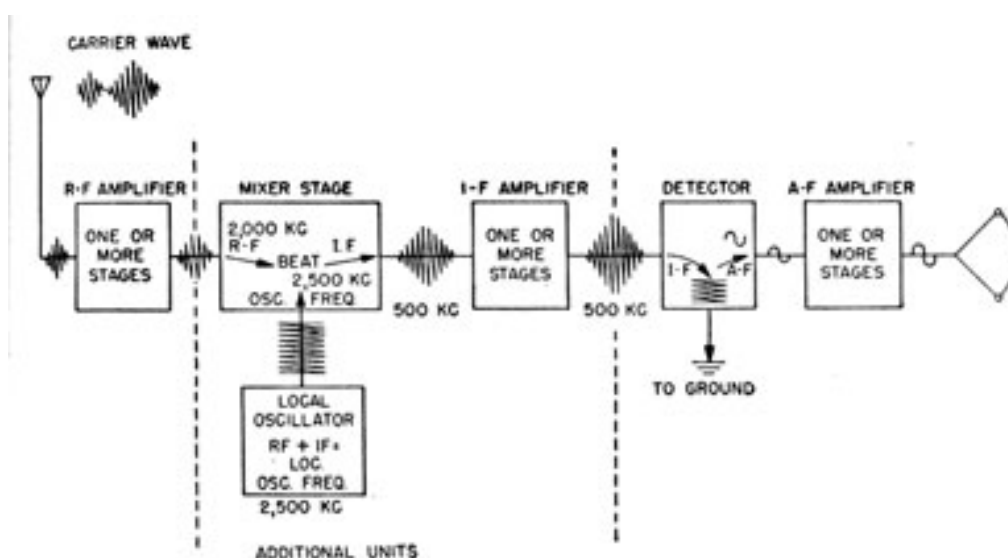 CARRIER WAVE
R-F AMPLIFIER
ONE OR
MORE
STAGES
MIXER STAGE
2,000 KC
R-F
I.F
BEAT
2,500 KC
OSC. FREQ.
500 KC
I-F AMPLIFIER
ONE OR
MORE
STAGES
500 KC
DETECTOR
I-F
A-F
TO GROUND
A-F AMPLIFIER
ONE OR
MORE
STAGES
LOCAL
OSCILLATOR
RF + IF=
LOC.
OSC. FREQ.
2,500 KC
ADDITIONAL UNITS